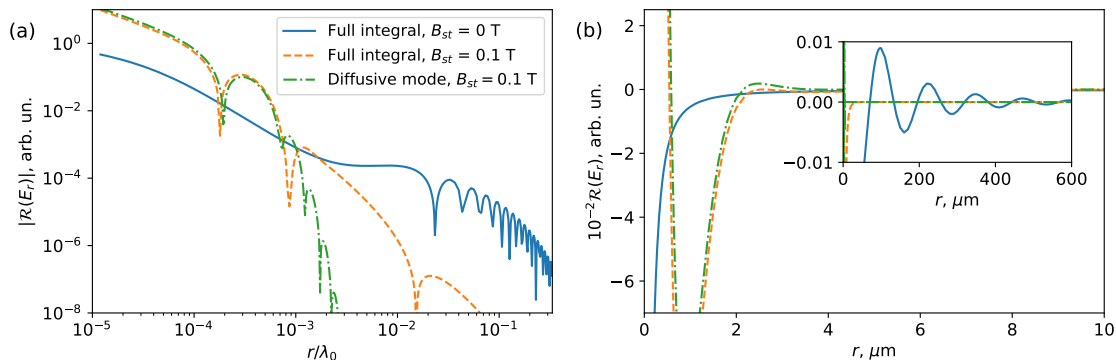 (a)
Full integral, B_st = 0 T
Full integral, B_st = 0.1 T
Diffusive mode, B_st = 0.1 T
|ℛ(E_r)|, arb. un.
10^0
10^−2
10^−4
10^−6
10^−8
10^−5
10^−4
10^−3
10^−2
10^−1
r/λ_0
(b)
10^−2ℛ(E_r), arb. un.
2
0
−2
−4
−6
0
2
4
6
8
10
r, μm
0.01
0.00
−0.01
0
200
400
600
r, μm